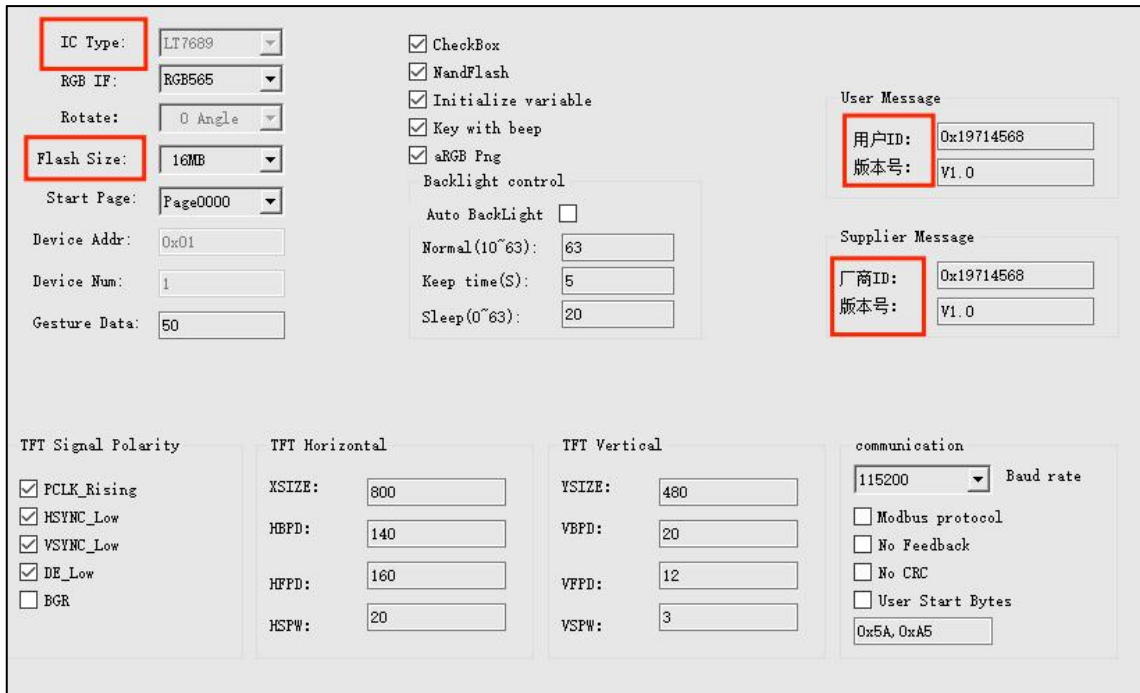 IC Type: LT7689
RGB IF: RGB565
Rotate: 0 Angle
Flash Size: 16MB
Start Page: Page0000
Device Addr: 0x01
Device Num: 1
Gesture Data: 50
CheckBox
NandFlash
Initialize variable
Key with beep
aRGB Png
Backlight control
Auto BackLight
Normal(10~63): 63
Keep time(S): 5
Sleep(0~63): 20
User Message
用户ID: 0x19714568
版本号: V1.0
Supplier Message
厂商ID: 0x19714568
版本号: V1.0
TFT Signal Polarity
PCLK_Rising
HSYNC_Low
VSYNC_Low
DE_Low
BGR
TFT Horizontal
XSIZE: 800
HBPD: 140
HFPD: 160
HSPW: 20
TFT Vertical
YSIZE: 480
VBPD: 20
VFPD: 12
VSPW: 3
communication
115200 Baud rate
Modbus protocol
No Feedback
No CRC
User Start Bytes
0x5A,0xA5